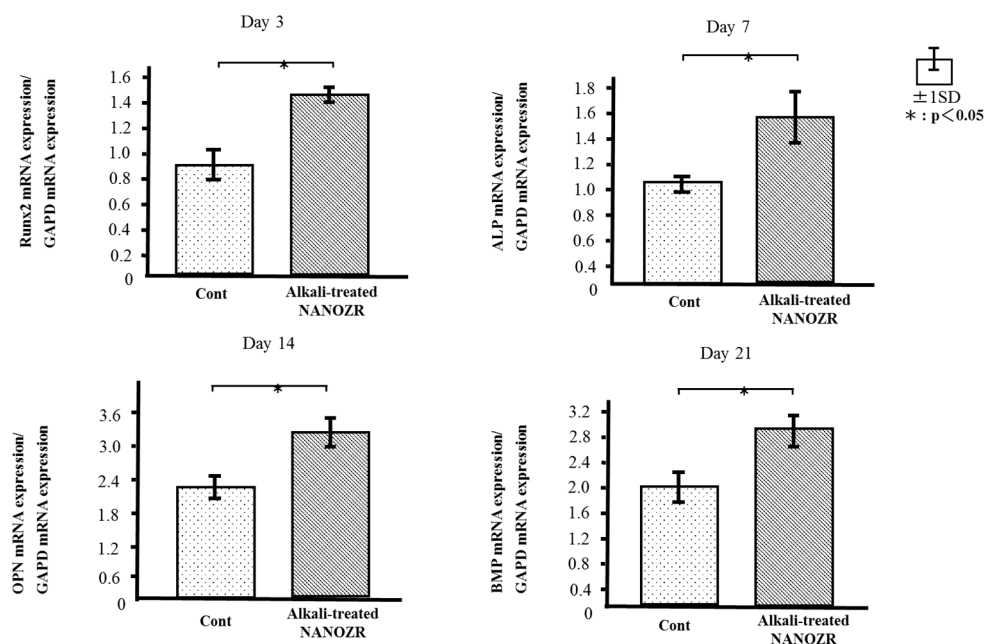 Day 3
Runx2 mRNA expression/
GAPD mRNA expression
1.6
1.4
1.2
1.0
0.8
0.6
0.4
0.2
0
*
Cont
Alkali-treated
NANOZR
Day 7
ALP mRNA expression/
GAPD mRNA expression
1.8
1.6
1.4
1.2
1.0
0.8
0.6
0.4
0
*
Cont
Alkali-treated
NANOZR
±1SD
* : p<0.05
Day 14
OPN mRNA expression/
GAPD mRNA expression
3.6
3.0
2.4
1.8
1.2
0.6
0
*
Cont
Alkali-treated
NANOZR
Day 21
BMP mRNA expression/
GAPD mRNA expression
3.2
2.8
2.4
2.0
1.6
1.2
0.8
0.4
0
*
Cont
Alkali-treated
NANOZR